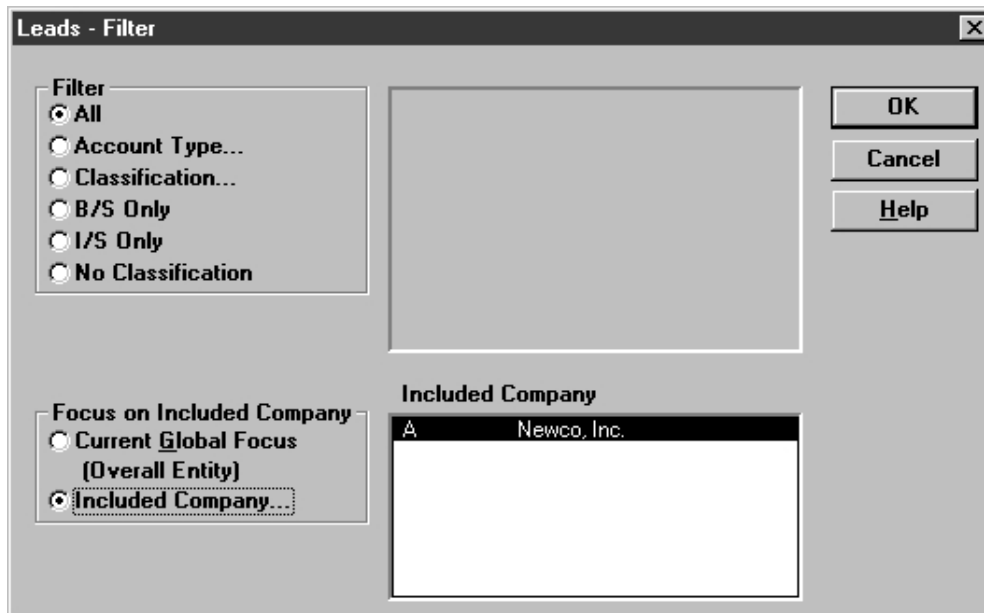 Leads - Filter
Filter
All
Account Type...
Classification...
B/S Only
I/S Only
No Classification
OK
Cancel
Help
Focus on Included Company
Current Global Focus
(Overall Entity)
Included Company...
Included Company
A Newco, Inc.